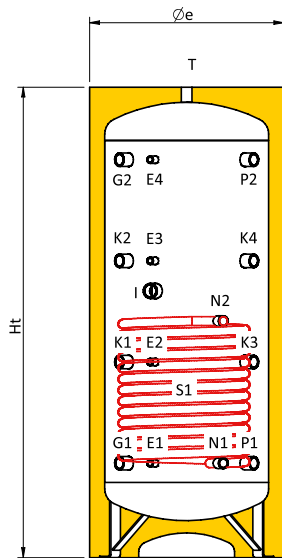 Øe
T
G2 E4 P2
K2 E3 K4
I
N2
K1 E2 K3
S1
G1 E1 N1 P1
Ht